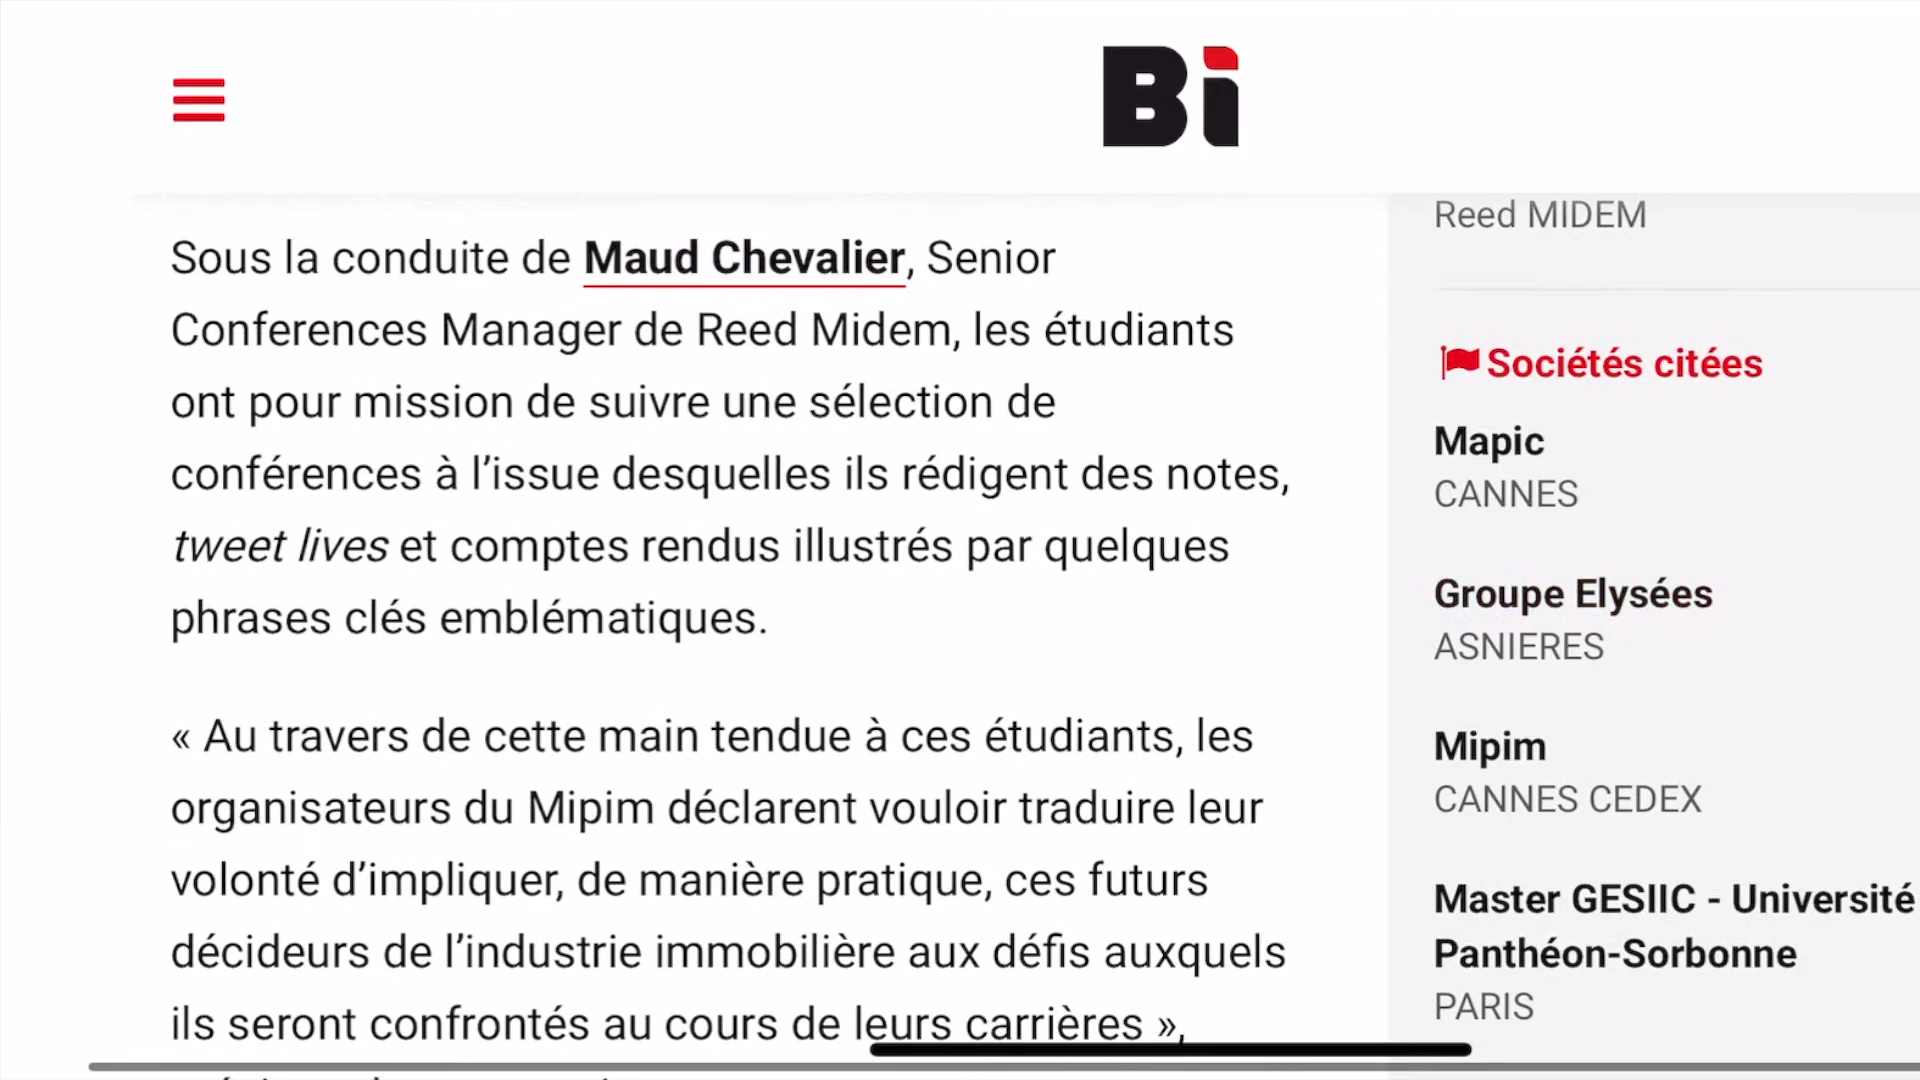 Bi
Sous la conduite de Maud Chevalier, Senior
Conferences Manager de Reed Midem, les étudiants
ont pour mission de suivre une sélection de
conférences à l’issue desquelles ils rédigent des notes,
tweet lives et comptes rendus illustrés par quelques
phrases clés emblématiques.
« Au travers de cette main tendue à ces étudiants, les
organisateurs du Mipim déclarent vouloir traduire leur
volonté d’impliquer, de manière pratique, ces futurs
décideurs de l’industrie immobilière aux défis auxquels
ils seront confrontés au cours de leurs carrières »,
Reed MIDEM
Sociétés citées
Mapic
CANNES
Groupe Elysées
ASNIERES
Mipim
CANNES CEDEX
Master GESIIC - Université
Panthéon-Sorbonne
PARIS